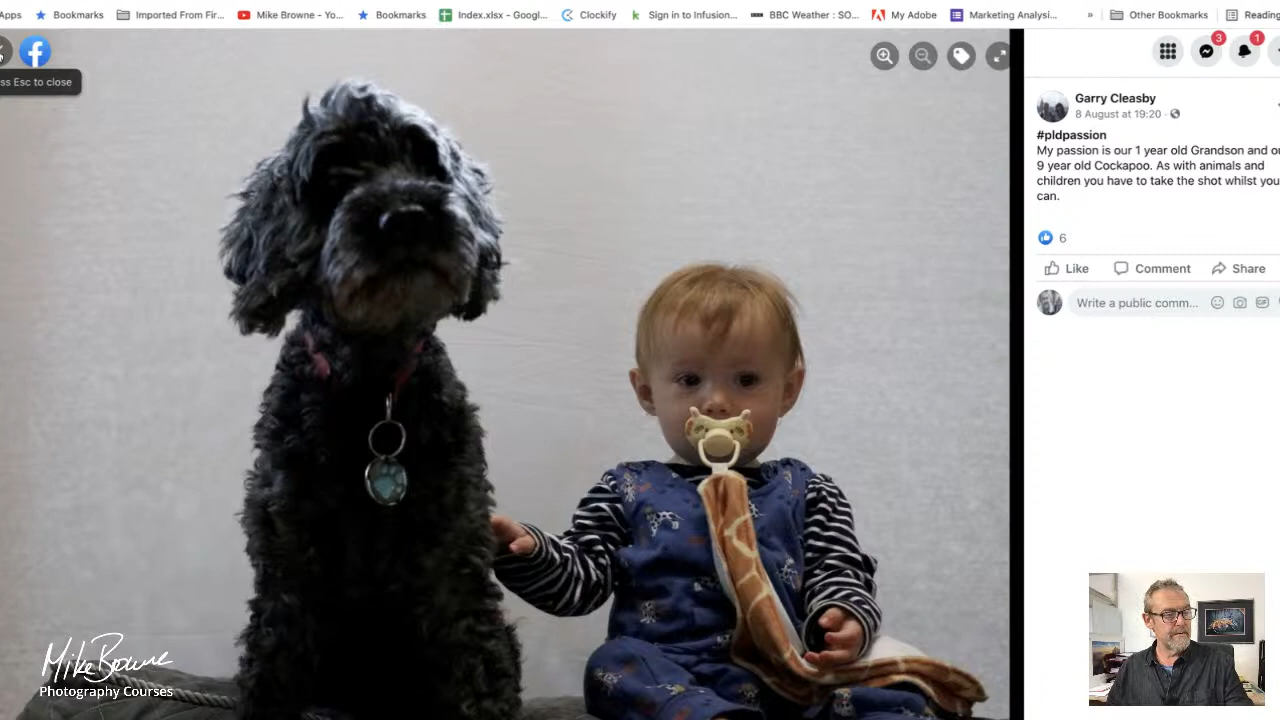 Apps
Bookmarks
Imported From Fir...
Mike Browne - Yo...
Bookmarks
Index.xlsx - Googl...
Clockify
Sign in to Infusion...
BBC Weather : SO...
My Adobe
Marketing Analysi...
»
Other Bookmarks
Reading
ss Esc to close
3
1
Garry Cleasby
8 August at 19:20 ·
#pldpassion
My passion is our 1 year old Grandson and ou
9 year old Cockapoo. As with animals and
children you have to take the shot whilst you
can.
6
Like
Comment
Share
Write a public comm...
GIF
Mike Browne
Photography Courses